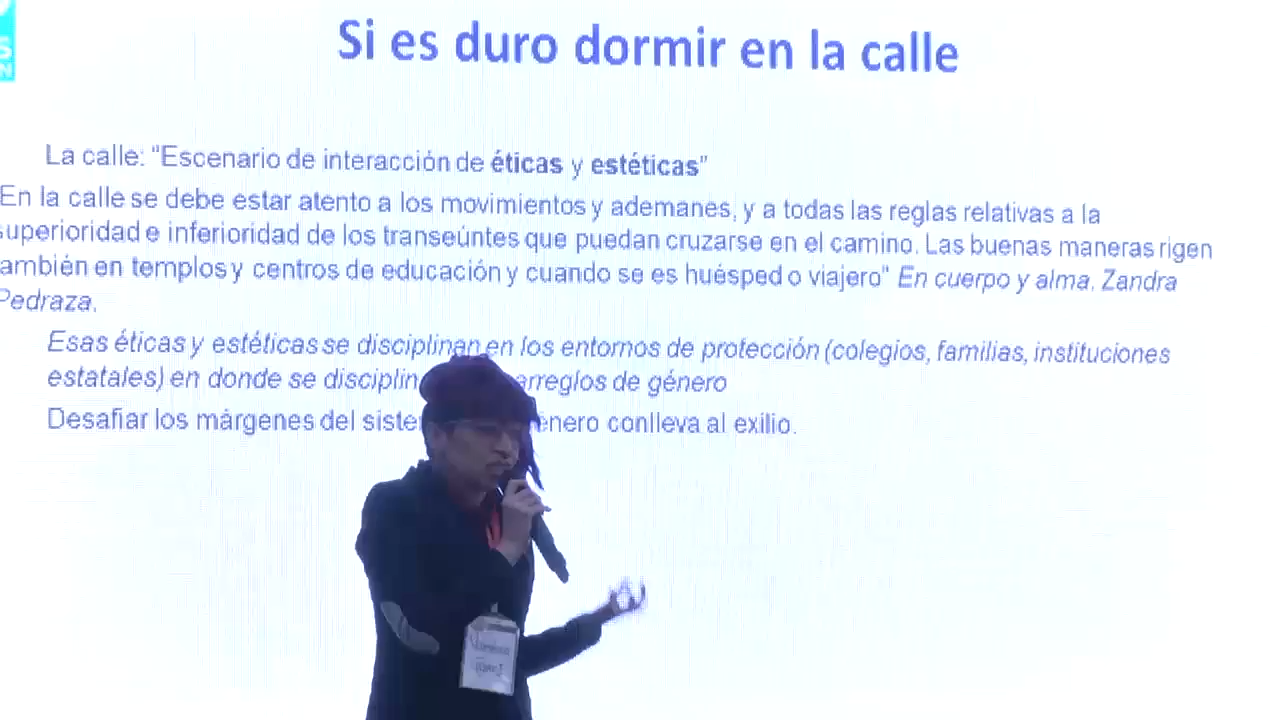 Si es duro dormir en la calle
La calle: "Escenario de interacción de éticas y estéticas"
En la calle se debe estar atento a los movimientos y ademanes, y a todas las reglas relativas a la
superioridad e inferioridad de los transeúntes que puedan cruzarse en el camino. Las buenas maneras rigen
ambién en templos y centros de educación y cuando se es huésped o viajero" En cuerpo y alma. Zandra
Pedraza.
Esas éticas y estéticas se disciplinan en los entornos de protección (colegios, familias, instituciones
estatales) en donde se disciplin arreglos de género
Desafiar los márgenes del siste énero conlleva al exilio.